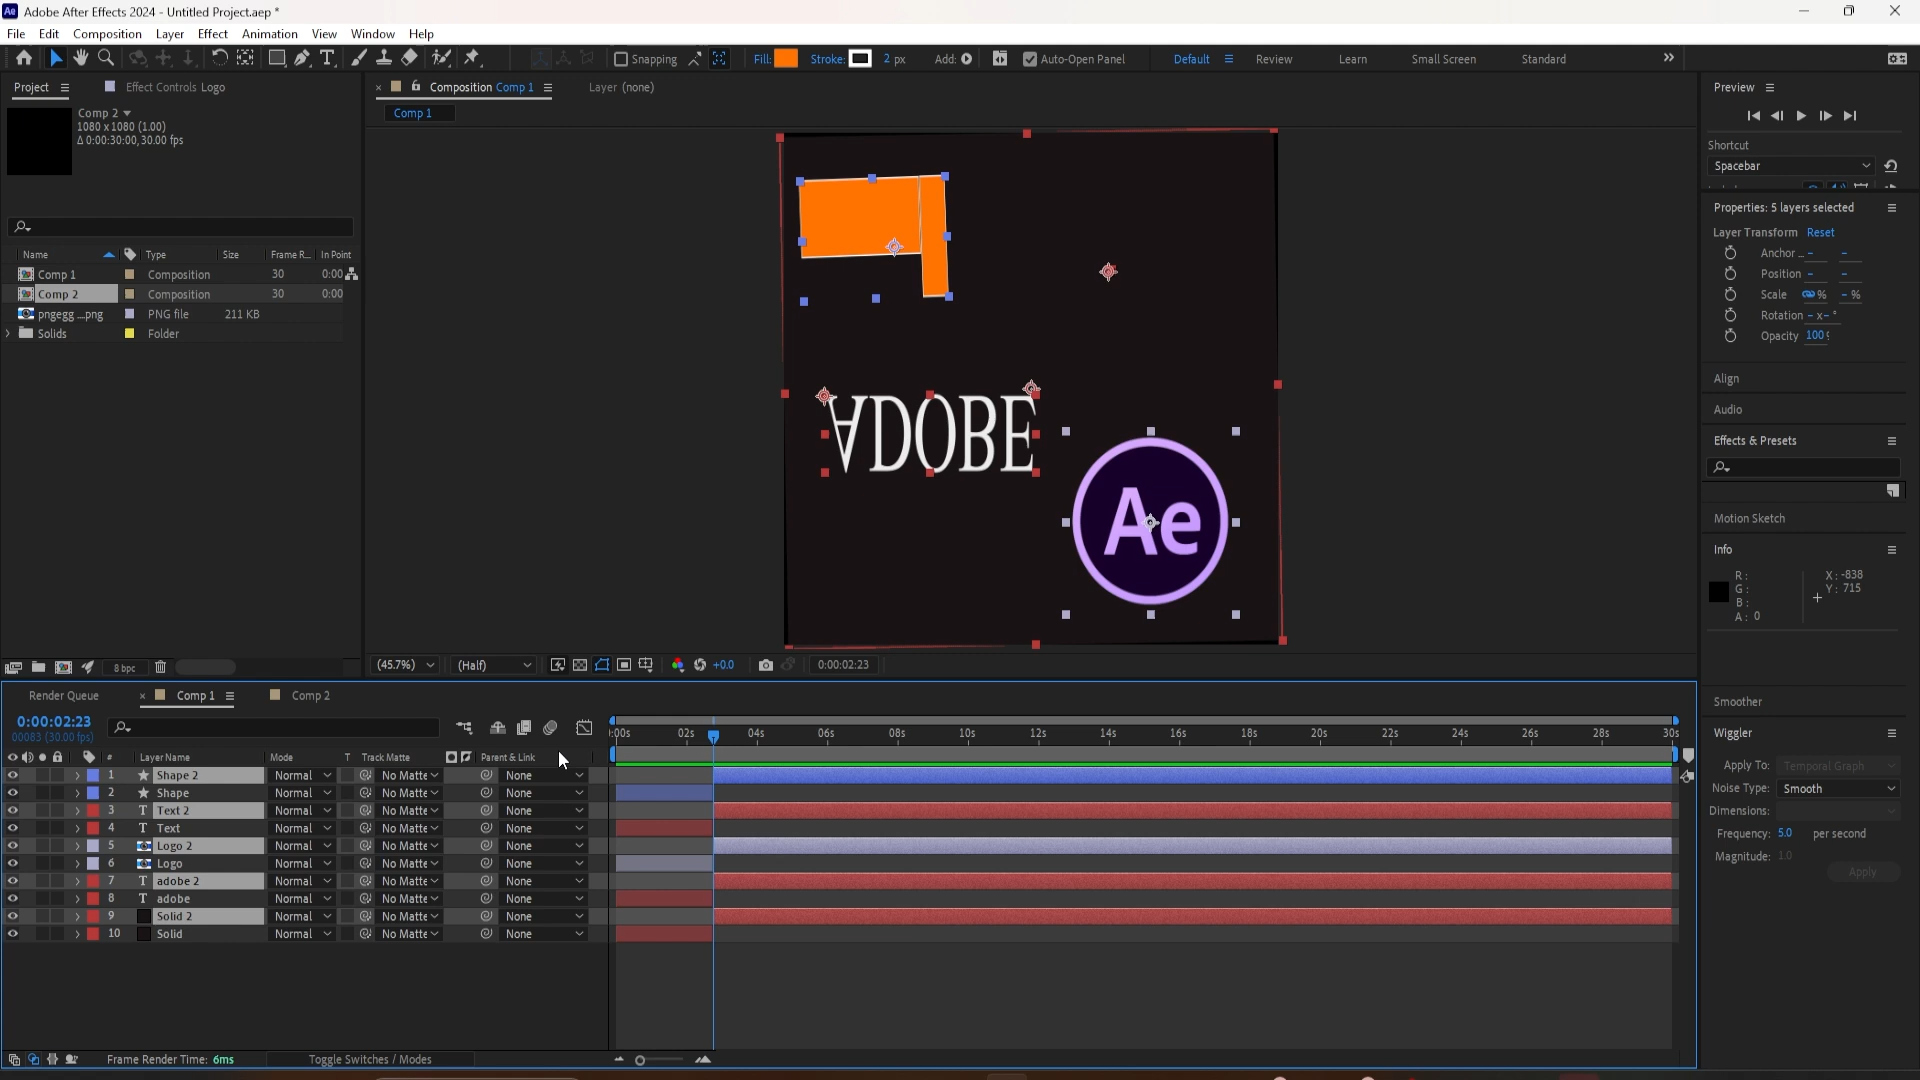 Ae Adobe After Effects 2024 - Untitled Project.aep *
File Edit Composition Layer Effect Animation View Window Help
Snapping Fill: Stroke: 2 px Add: Auto-Open Panel Default Review Learn Small Screen Standard
Project Effect Controls Logo
Comp 2
1080 x 1080 (1.00)
Δ 0:00:30:00, 30.00 fps
Name Type Size Frame R... In Point
Comp 1 Composition 30 0:00
Comp 2 Composition 30 0:00
pngegg ...png PNG file 211 KB
Solids Folder
8 bpc
Composition Comp 1 Layer (none)
Comp 1
∀DOBE
Ae
(45.7%) (Half) +0.0 0:00:02:23
Preview
Shortcut
Spacebar
Properties: 5 layers selected
Layer Transform Reset
Anchor ... - -
Position - -
Scale % - %
Rotation - x- °
Opacity 100
Align
Audio
Effects & Presets
Motion Sketch
Info
R:
G:
B:
A: 0
X: -838
Y: 715
Smoother
Wiggler
Apply To: Temporal Graph
Noise Type: Smooth
Dimensions:
Frequency: 5.0 per second
Magnitude: 1.0
Apply
Render Queue Comp 1 Comp 2
0:00:02:23
00083 (30.00 fps)
:00s 02s 04s 06s 08s 10s 12s 14s 16s 18s 20s 22s 24s 26s 28s 30s
# Layer Name Mode T Track Matte Parent & Link
1 Shape 2 Normal No Matte None
2 Shape Normal No Matte None
3 T Text 2 Normal No Matte None
4 T Text Normal No Matte None
5 Logo 2 Normal No Matte None
6 Logo Normal No Matte None
7 T adobe 2 Normal No Matte None
8 T adobe Normal No Matte None
9 Solid 2 Normal No Matte None
10 Solid Normal No Matte None
Frame Render Time: 6ms Toggle Switches / Modes